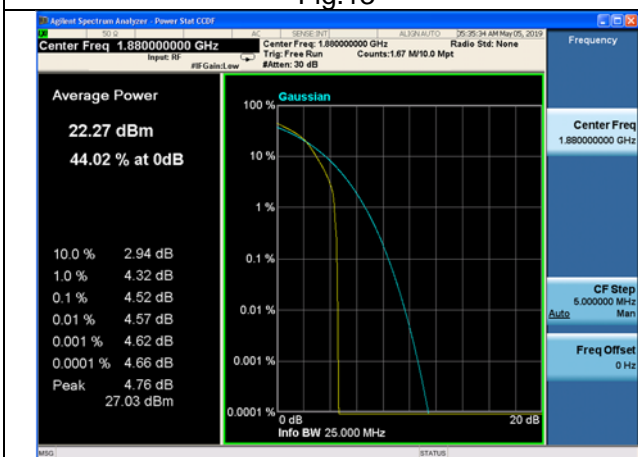 Agilent Spectrum Analyzer - Power Stat CCDF
50 Ω AC SENSE:INT ALIGN AUTO 05:35:34 AM May 05, 2019
Center Freq 1.880000000 GHz
Input: RF
#IFGain:Low
Center Freq: 1.880000000 GHz
Trig: Free Run Counts:1.67 M/10.0 Mpt
#Atten: 30 dB
Radio Std: None
Frequency
Average Power
22.27 dBm
44.02 % at 0dB
10.0 % 2.94 dB
1.0 % 4.32 dB
0.1 % 4.52 dB
0.01 % 4.57 dB
0.001 % 4.62 dB
0.0001 % 4.66 dB
Peak 4.76 dB
27.03 dBm
Gaussian
100 %
10 %
1 %
0.1 %
0.01 %
0.001 %
0.0001 %
0 dB 20 dB
Info BW 25.000 MHz
Center Freq
1.880000000 GHz
CF Step
5.000000 MHz
Auto Man
Freq Offset
0 Hz
MSG STATUS